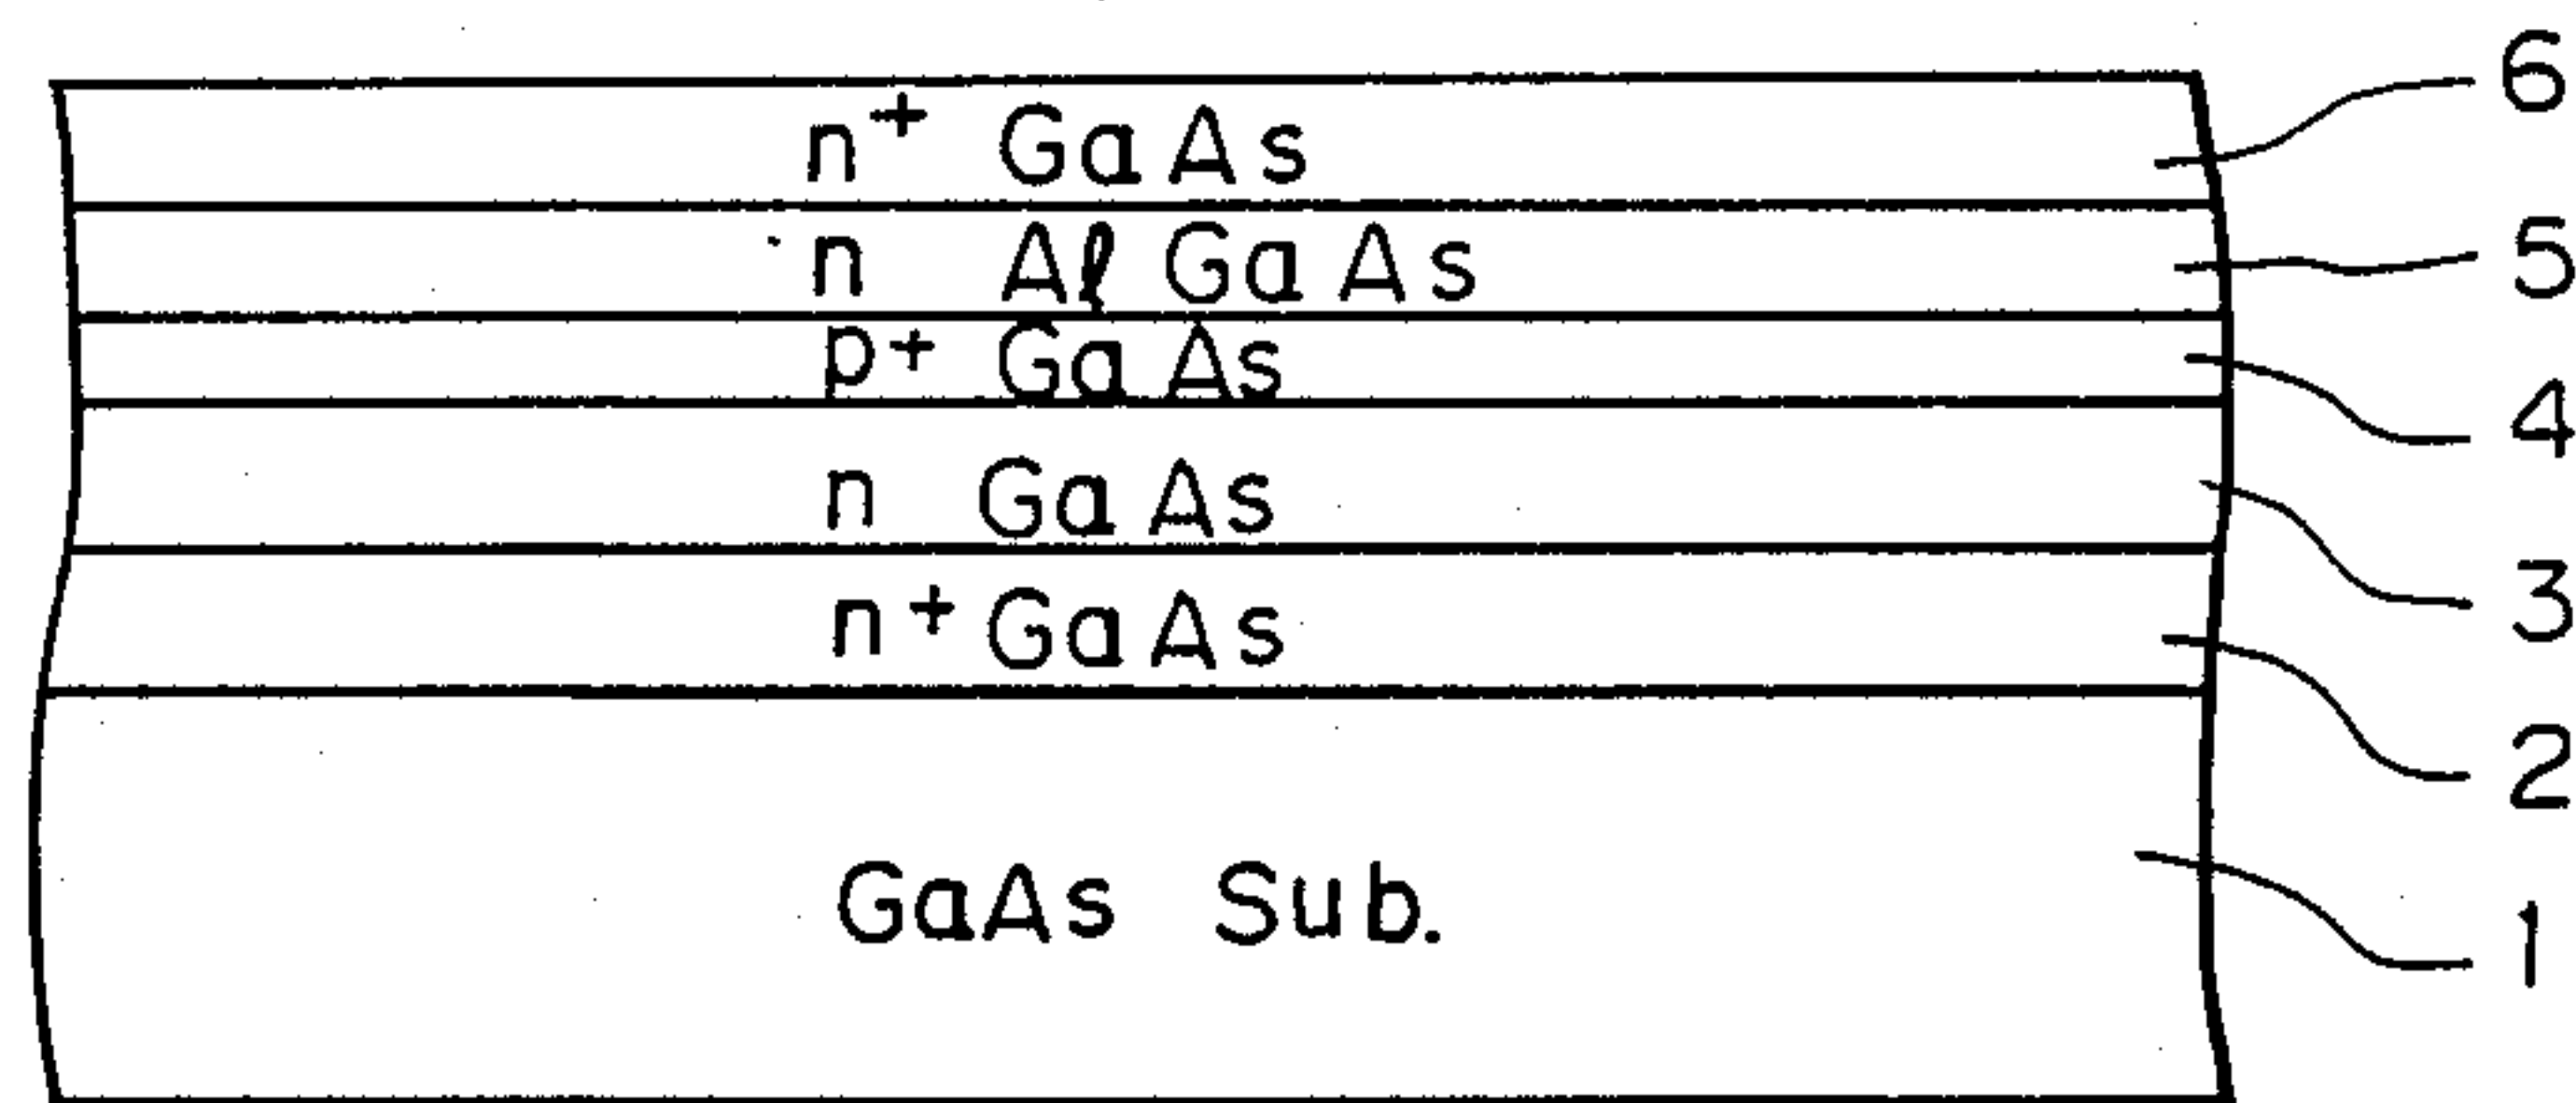 n+ GaAs 6
n AlGaAs 5
p+ GaAs 4
n GaAs 3
n+ GaAs 2
GaAs Sub. 1